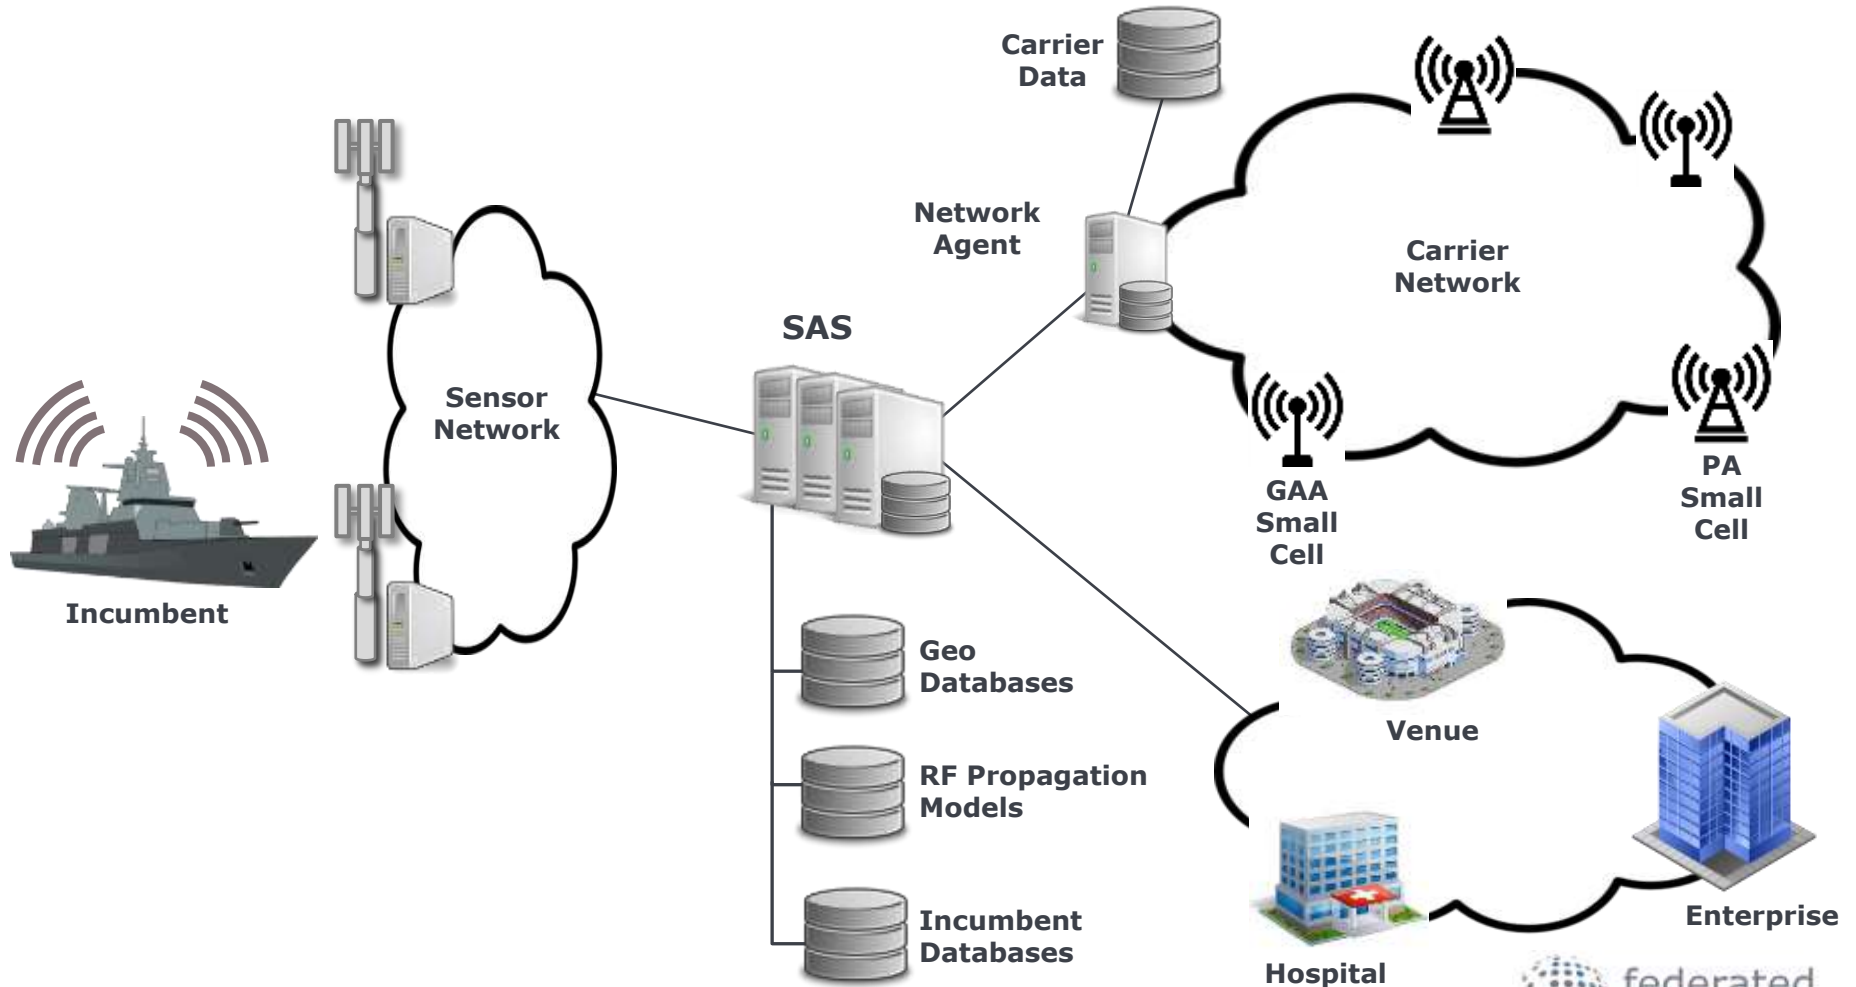 Carrier
Data
Network
Agent
Carrier
Network
SAS
Sensor
Network
Incumbent
GAA
Small
Cell
PA
Small
Cell
Geo
Databases
RF Propagation
Models
Incumbent
Databases
Venue
Enterprise
Hospital
federated